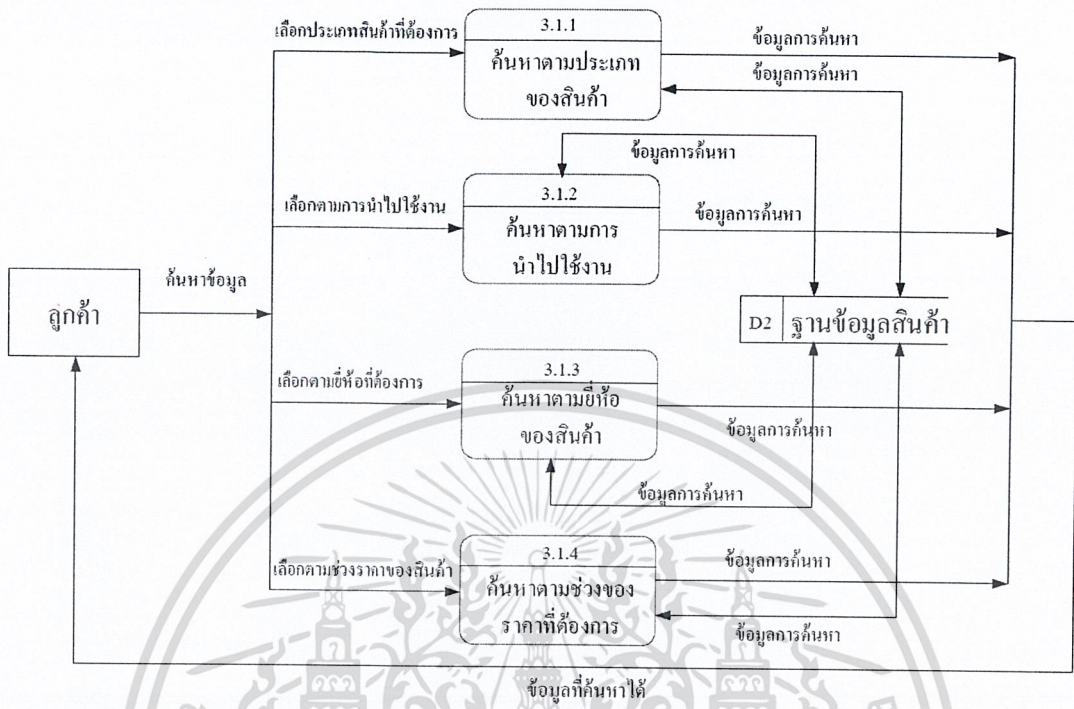 เลือกประเภทสินค้าที่ต้องการ
3.1.1
ค้นหาตามประเภท
ของสินค้า
ข้อมูลการค้นหา
ข้อมูลการค้นหา
ข้อมูลการค้นหา
เลือกตามการนำไปใช้งาน
3.1.2
ค้นหาตามการ
นำไปใช้งาน
ข้อมูลการค้นหา
ลูกค้า
ค้นหาข้อมูล
D2 ฐานข้อมูลสินค้า
เลือกตามยี่ห้อที่ต้องการ
3.1.3
ค้นหาตามยี่ห้อ
ของสินค้า
ข้อมูลการค้นหา
ข้อมูลการค้นหา
เลือกตามช่วงราคาของสินค้า
3.1.4
ค้นหาตามช่วงของ
ราคาที่ต้องการ
ข้อมูลการค้นหา
ข้อมูลการค้นหา
ข้อมูลที่ค้นหาได้